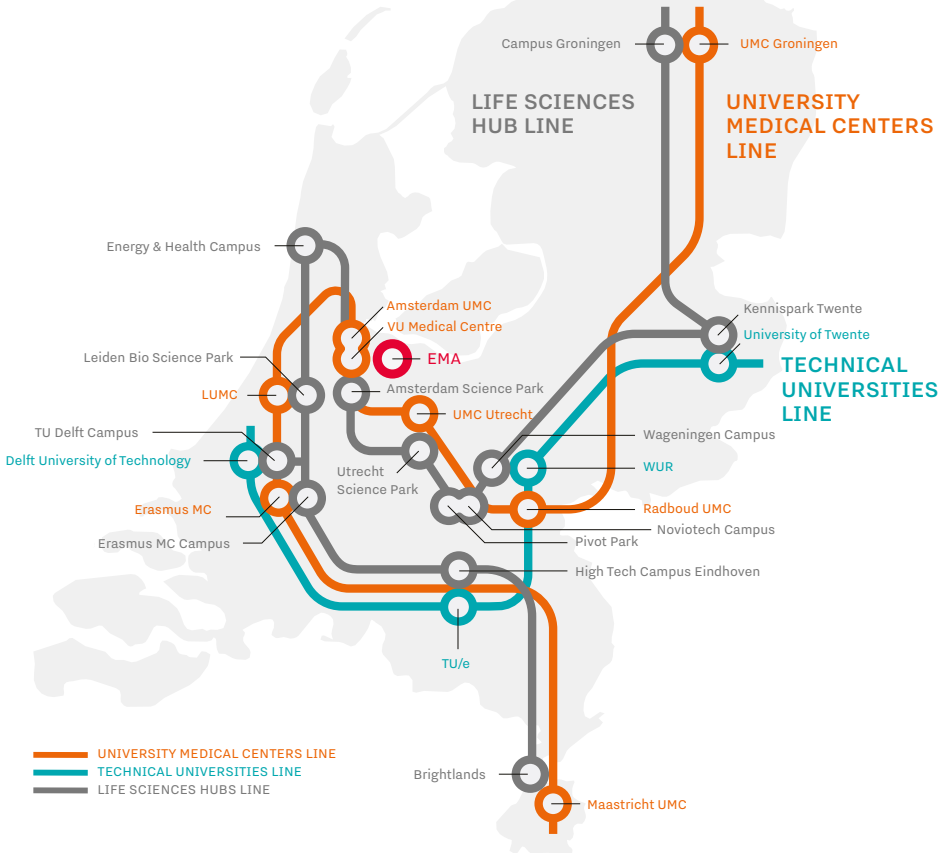 Campus Groningen
UMC Groningen
LIFE SCIENCES
HUB LINE
UNIVERSITY
MEDICAL CENTERS
LINE
Energy & Health Campus
Amsterdam UMC
VU Medical Centre
EMA
Kennispark Twente
University of Twente
TECHNICAL
UNIVERSITIES
LINE
Leiden Bio Science Park
LUMC
Amsterdam Science Park
UMC Utrecht
TU Delft Campus
Delft University of Technology
Wageningen Campus
WUR
Utrecht
Science Park
Erasmus MC
Erasmus MC Campus
Radboud UMC
Noviotech Campus
Pivot Park
High Tech Campus Eindhoven
TU/e
UNIVERSITY MEDICAL CENTERS LINE
TECHNICAL UNIVERSITIES LINE
LIFE SCIENCES HUBS LINE
Brightlands
Maastricht UMC